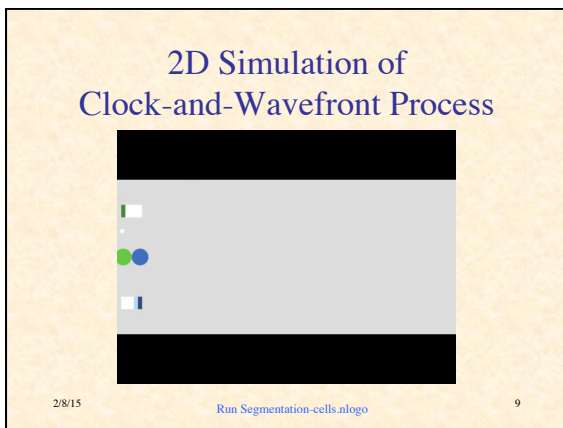 2D Simulation of
Clock-and-Wavefront Process
2/8/15
Run Segmentation-cells.nlogo
9